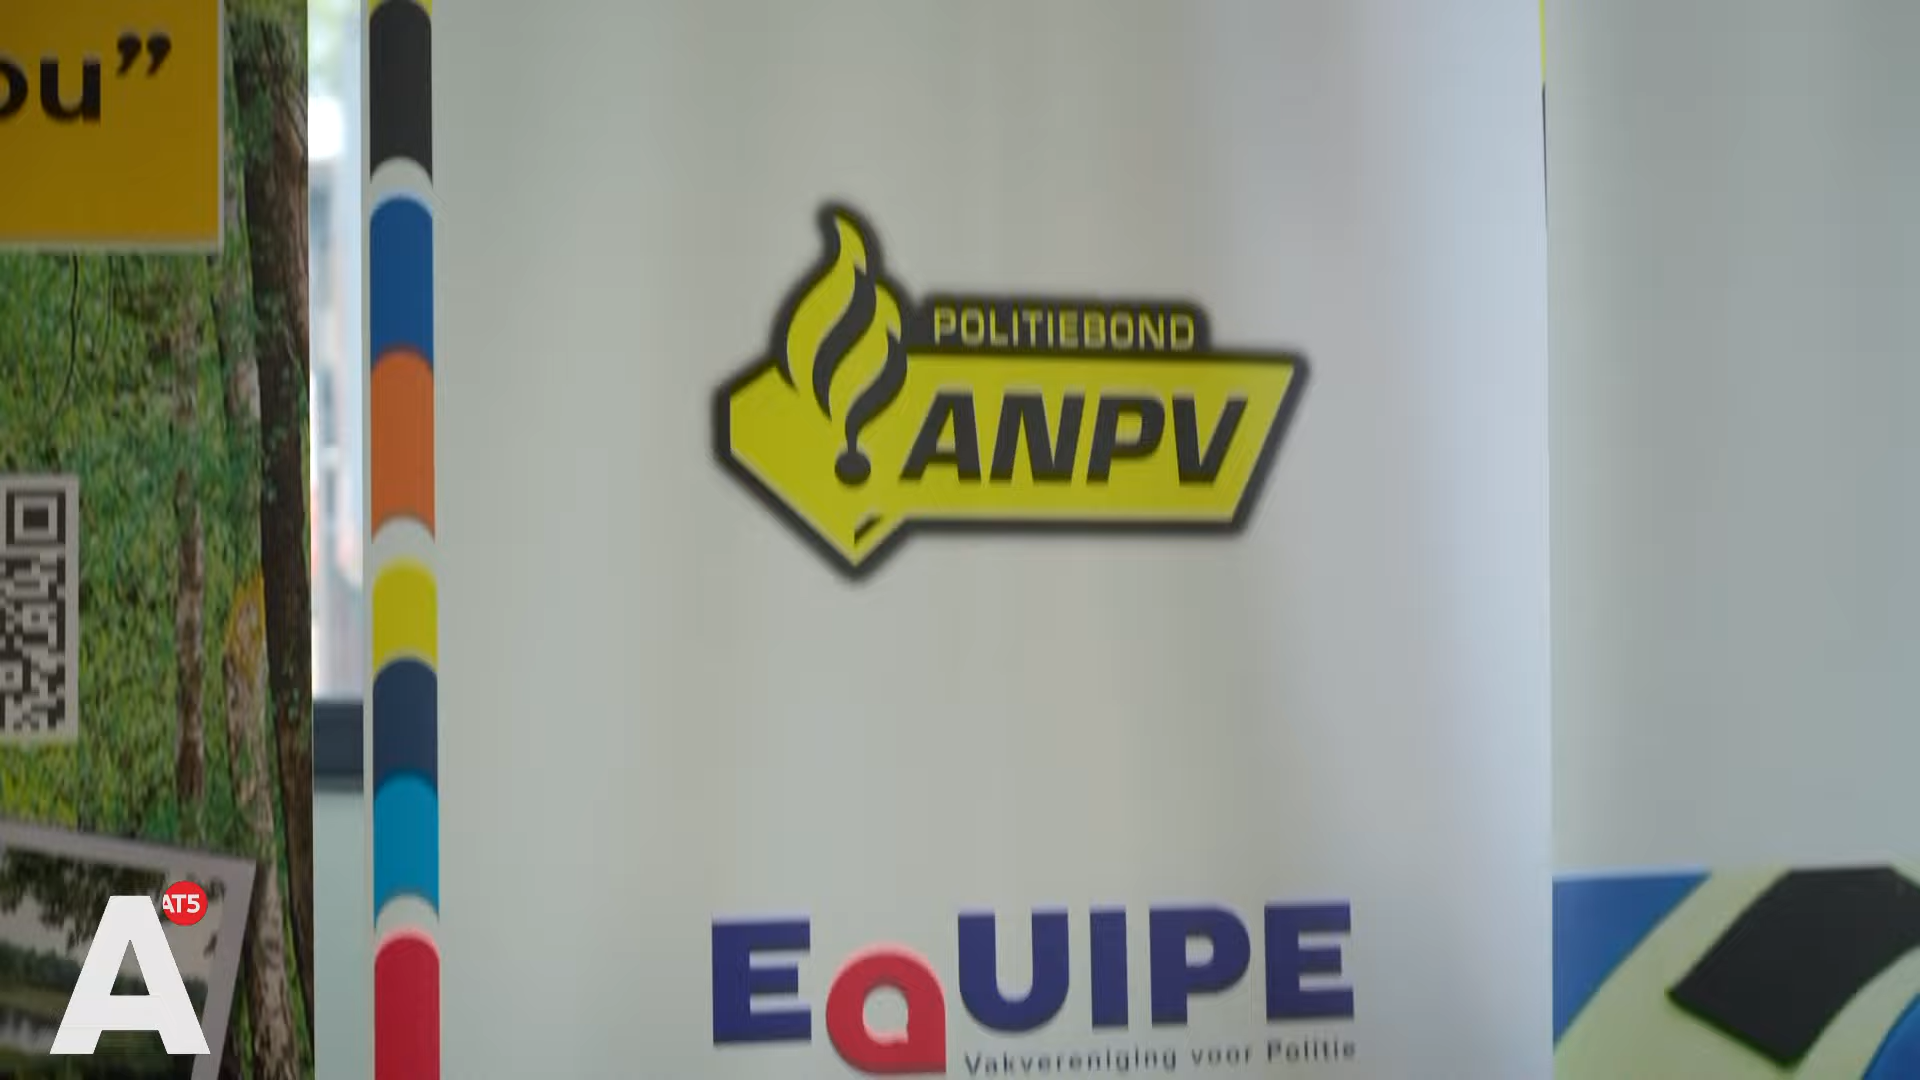 ou”
POLITIEBOND
ANPV
EQUIPE
Vakvereniging voor Politie
A
AT5